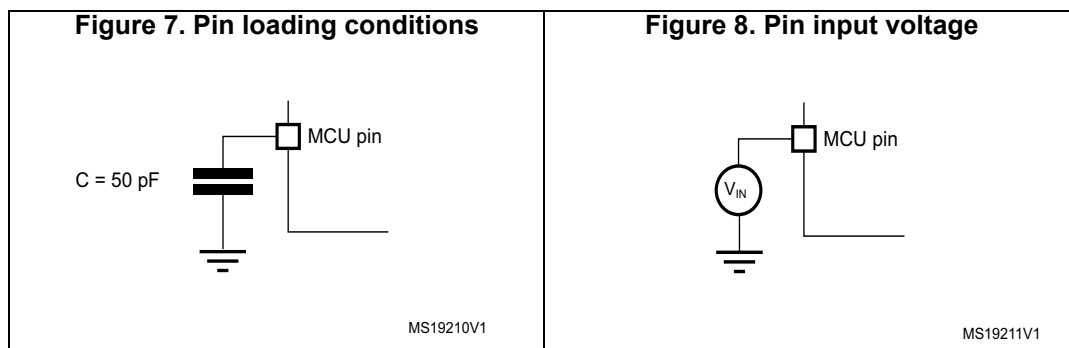 Figure 7. Pin loading conditions
MCU pin
C = 50 pF
MS19210V1
Figure 8. Pin input voltage
MCU pin
VIN
MS19211V1